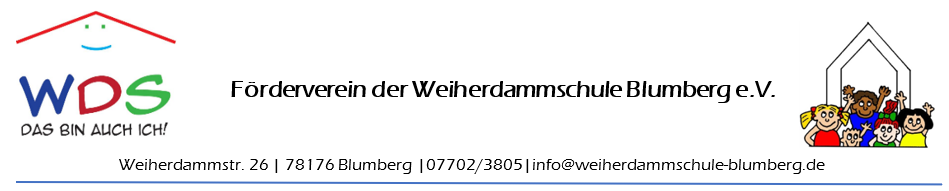 WDS
DAS BIN AUCH ICH!
Förderverein der Weiherdammschule Blumberg e.V.
Weiherdammstr. 26 | 78176 Blumberg |07702/3805|info@weiherdammschule-blumberg.de